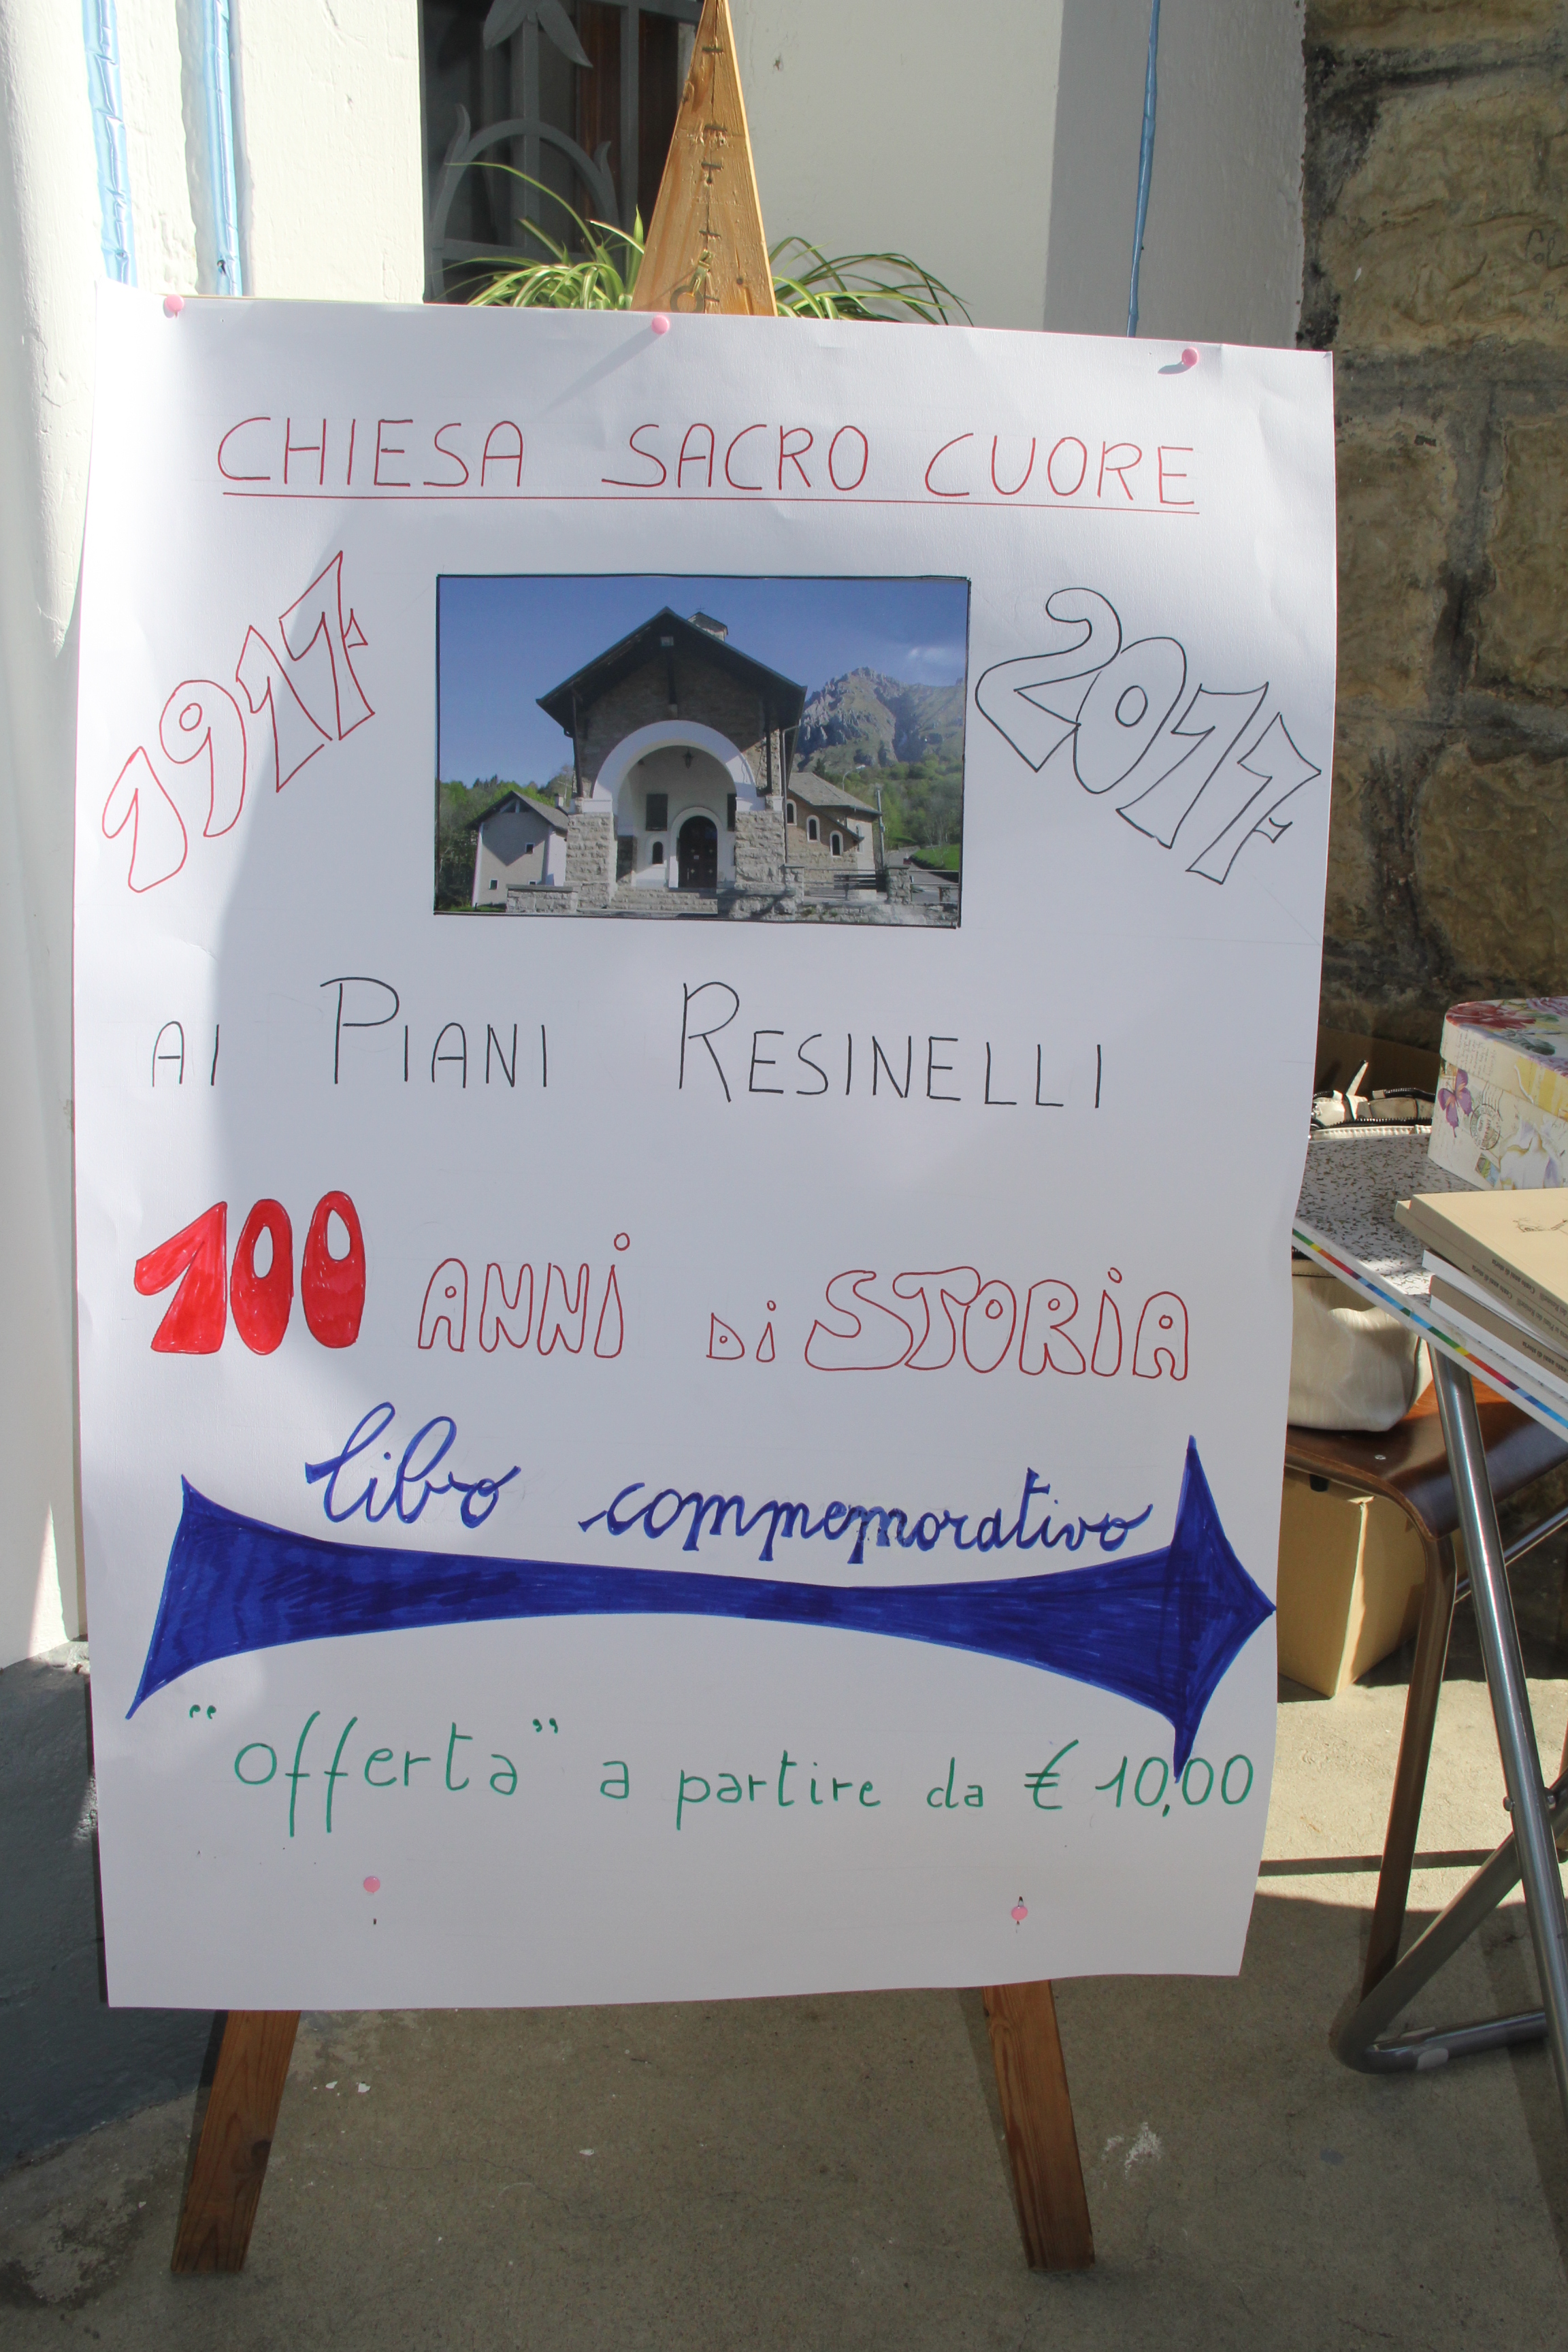 CHIESA SACRO CUORE
1917
2017
AI PIANI RESINELLI
100 ANNI Di STORiA
libro commemorativo
"offerta" a partire da € 10,00